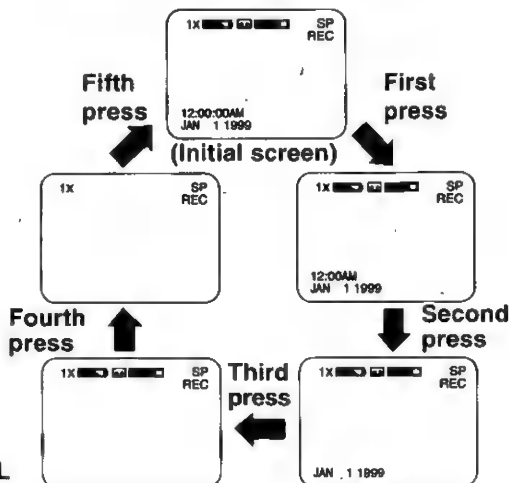 1X SP
REC
12:00:00AM
JAN 1 1999
(Initial screen)
First
press
1X SP
REC
12:00AM
JAN 1 1999
Second
press
1X SP
REC
JAN 1 1999
Third
press
1X SP
REC
Fourth
press
1X SP
REC
Fifth
press